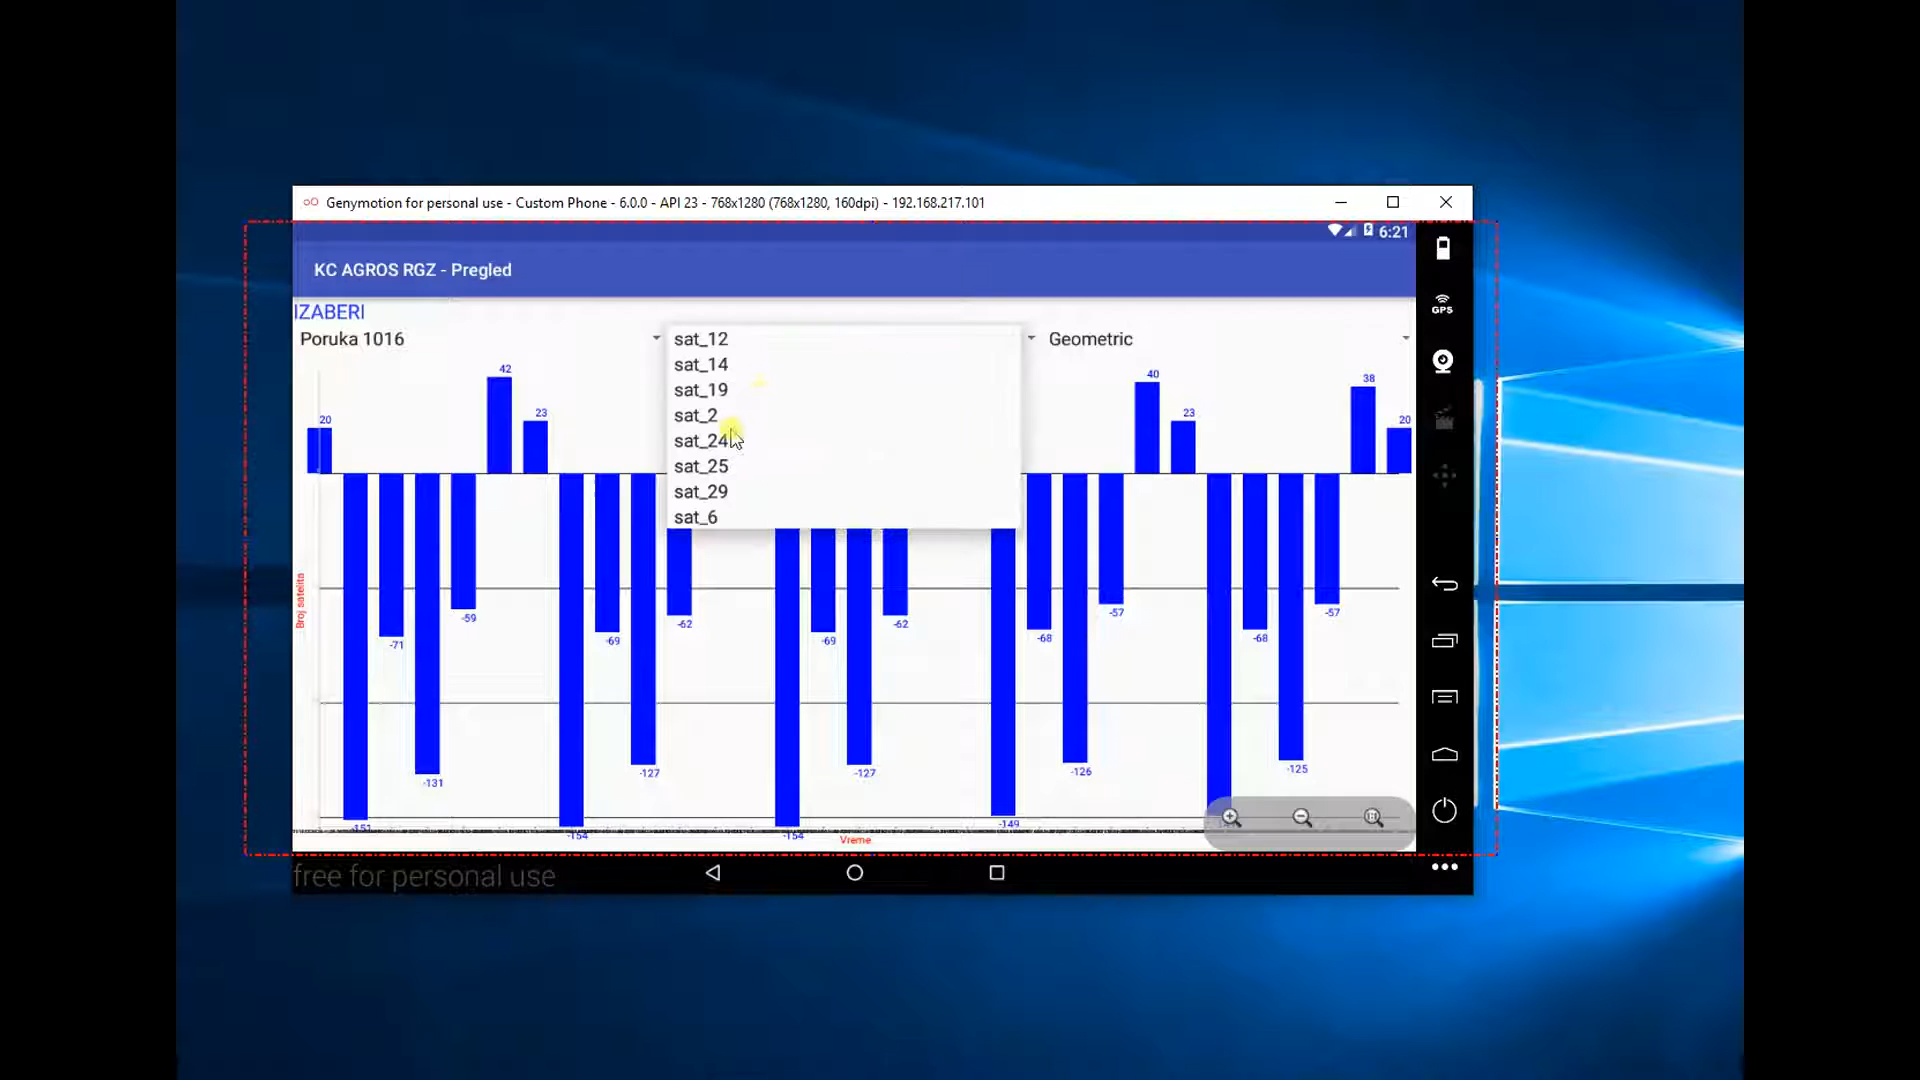 Genymotion for personal use - Custom Phone - 6.0.0 - API 23 - 768x1280 (768x1280, 160dpi) - 192.168.217.101
6:21
KC AGROS RGZ - Pregled
GPS
IZABERI
Poruka 1016
sat_12
Geometric
sat_14
sat_19
sat_2
sat_24
sat_25
sat_29
sat_6
20
42
23
40
23
38
20
-71
-131
-59
-69
-127
-62
-69
-127
-62
-68
-126
-57
-68
-125
-57
-151
-154
-154
-149
Broj satelita
Vreme
free for personal use